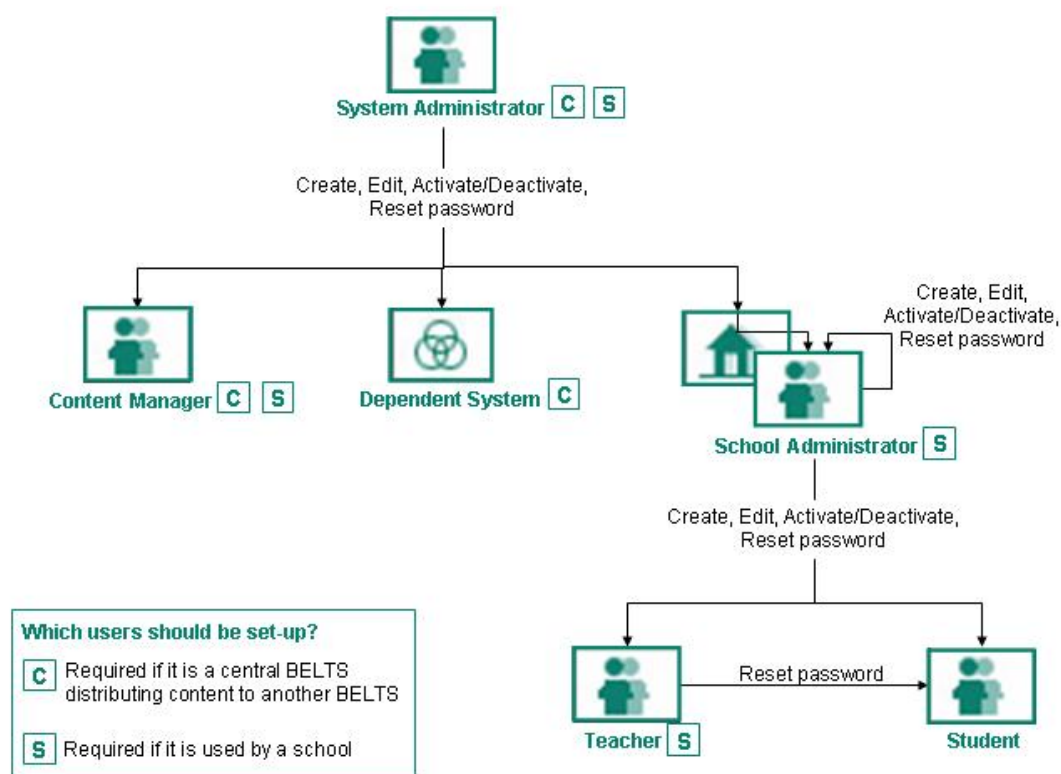 System Administrator C S
Create, Edit, Activate/Deactivate,
Reset password
Create, Edit,
Activate/Deactivate,
Reset password
Content Manager C S
Dependent System C
School Administrator S
Create, Edit, Activate/Deactivate,
Reset password
Which users should be set-up?
C Required if it is a central BELTS
distributing content to another BELTS
S Required if it is used by a school
Reset password
Teacher S
Student